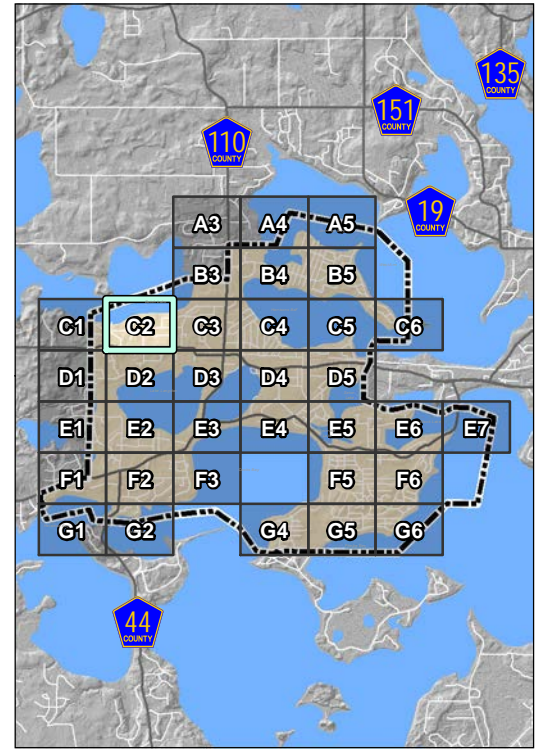 135
COUNTY
151
COUNTY
110
COUNTY
19
COUNTY
A3 A4 A5
B3 B4 B5
C1 C2 C3 C4 C5 C6
D1 D2 D3 D4 D5
E1 E2 E3 E4 E5 E6 E7
F1 F2 F3 F5 F6
G1 G2 G4 G5 G6
44
COUNTY